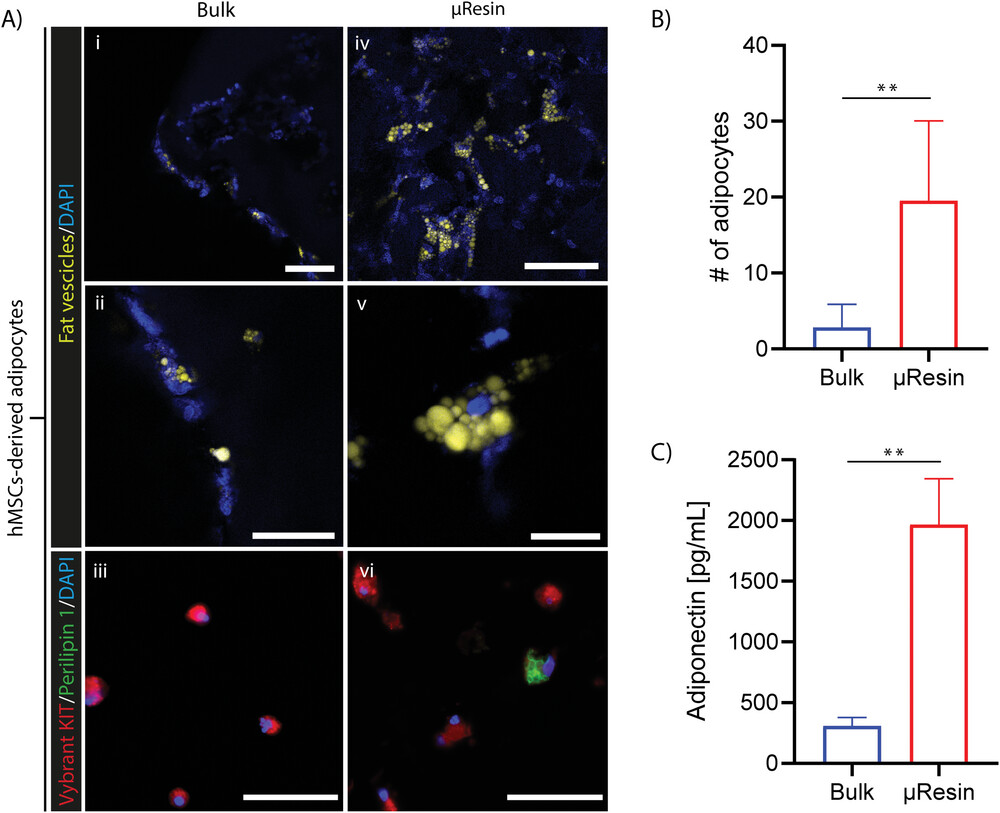 A)
Bulk
µResin
hMSCs-derived adipocytes
Fat vescicles/DAPI
i
iv
ii
v
Vybrant KIT/Perilipin 1/DAPI
iii
vi
B)
# of adipocytes
40
30
20
10
0
**
Bulk
µResin
C)
Adiponectin [pg/mL]
2500
2000
1500
1000
500
0
**
Bulk
µResin